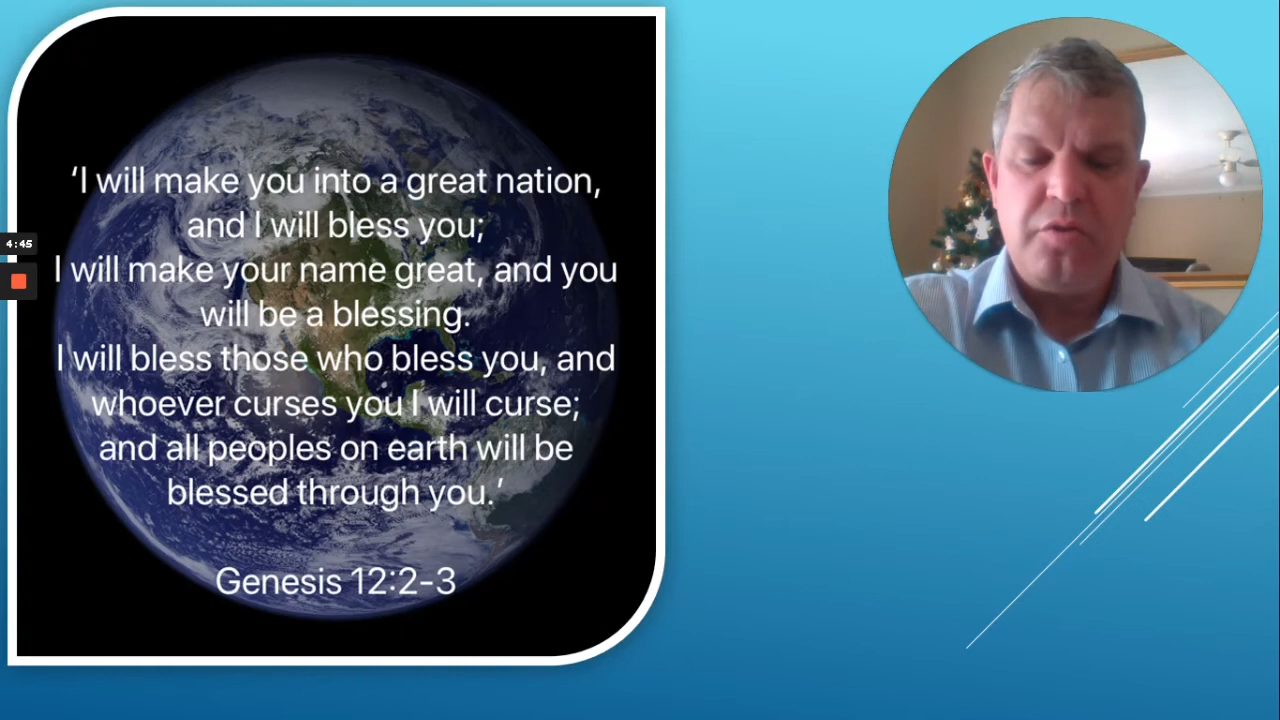 ‘I will make you into a great nation,
and I will bless you;
I will make your name great, and you
will be a blessing.
I will bless those who bless you, and
whoever curses you I will curse;
and all peoples on earth will be
blessed through you.’
Genesis 12:2-3
4:45